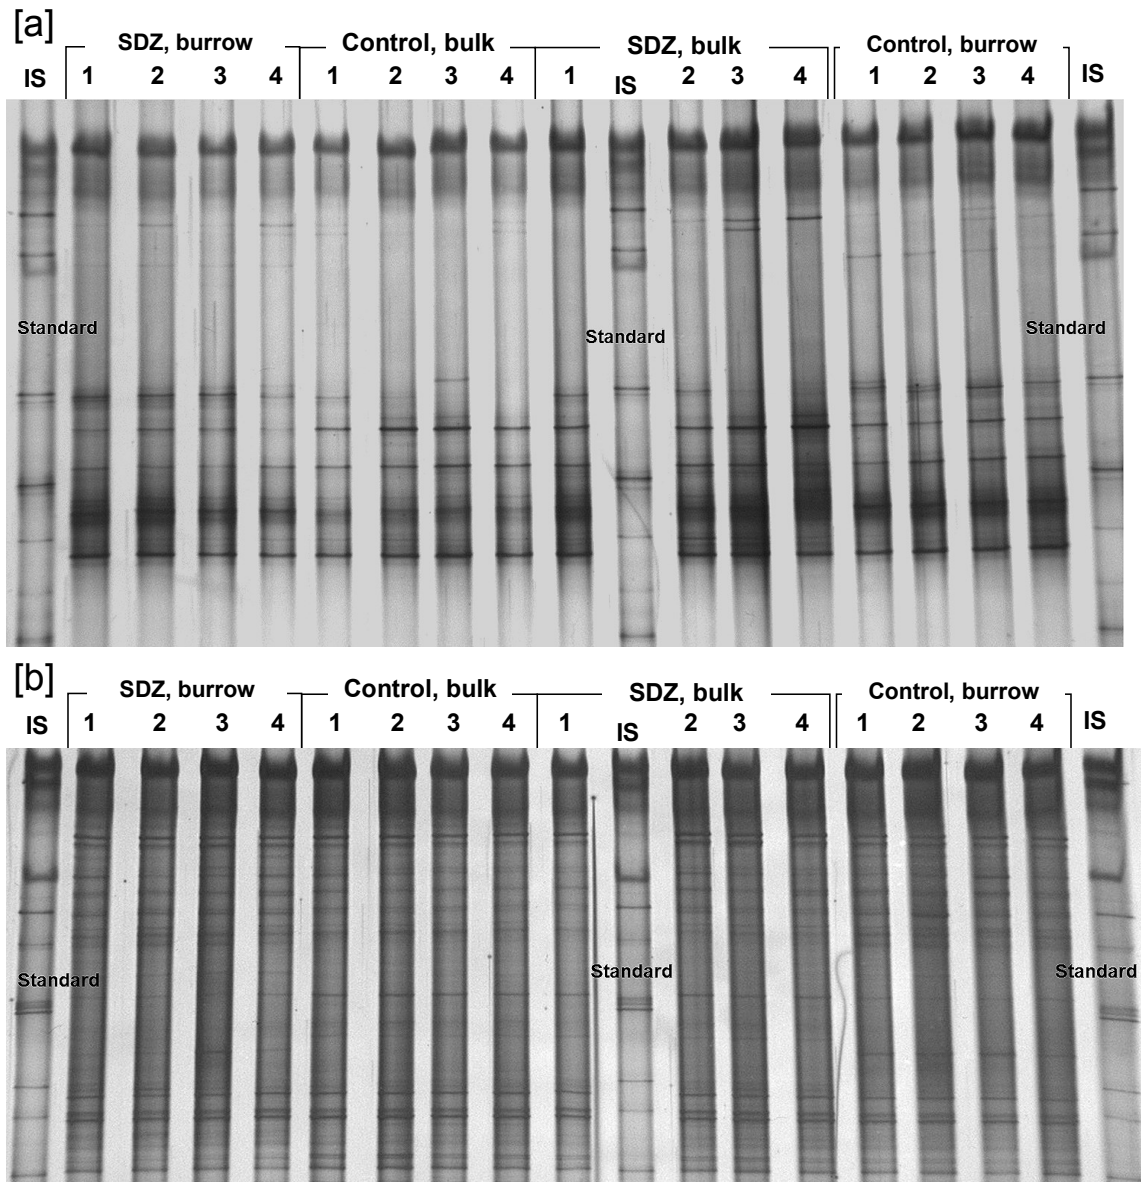 [a]
SDZ, burrow Control, bulk SDZ, bulk Control, burrow
IS 1 2 3 4 1 2 3 4 1 IS 2 3 4 1 2 3 4 IS
Standard Standard Standard
[b]
SDZ, burrow Control, bulk SDZ, bulk Control, burrow
IS 1 2 3 4 1 2 3 4 1 IS 2 3 4 1 2 3 4 IS
Standard Standard Standard